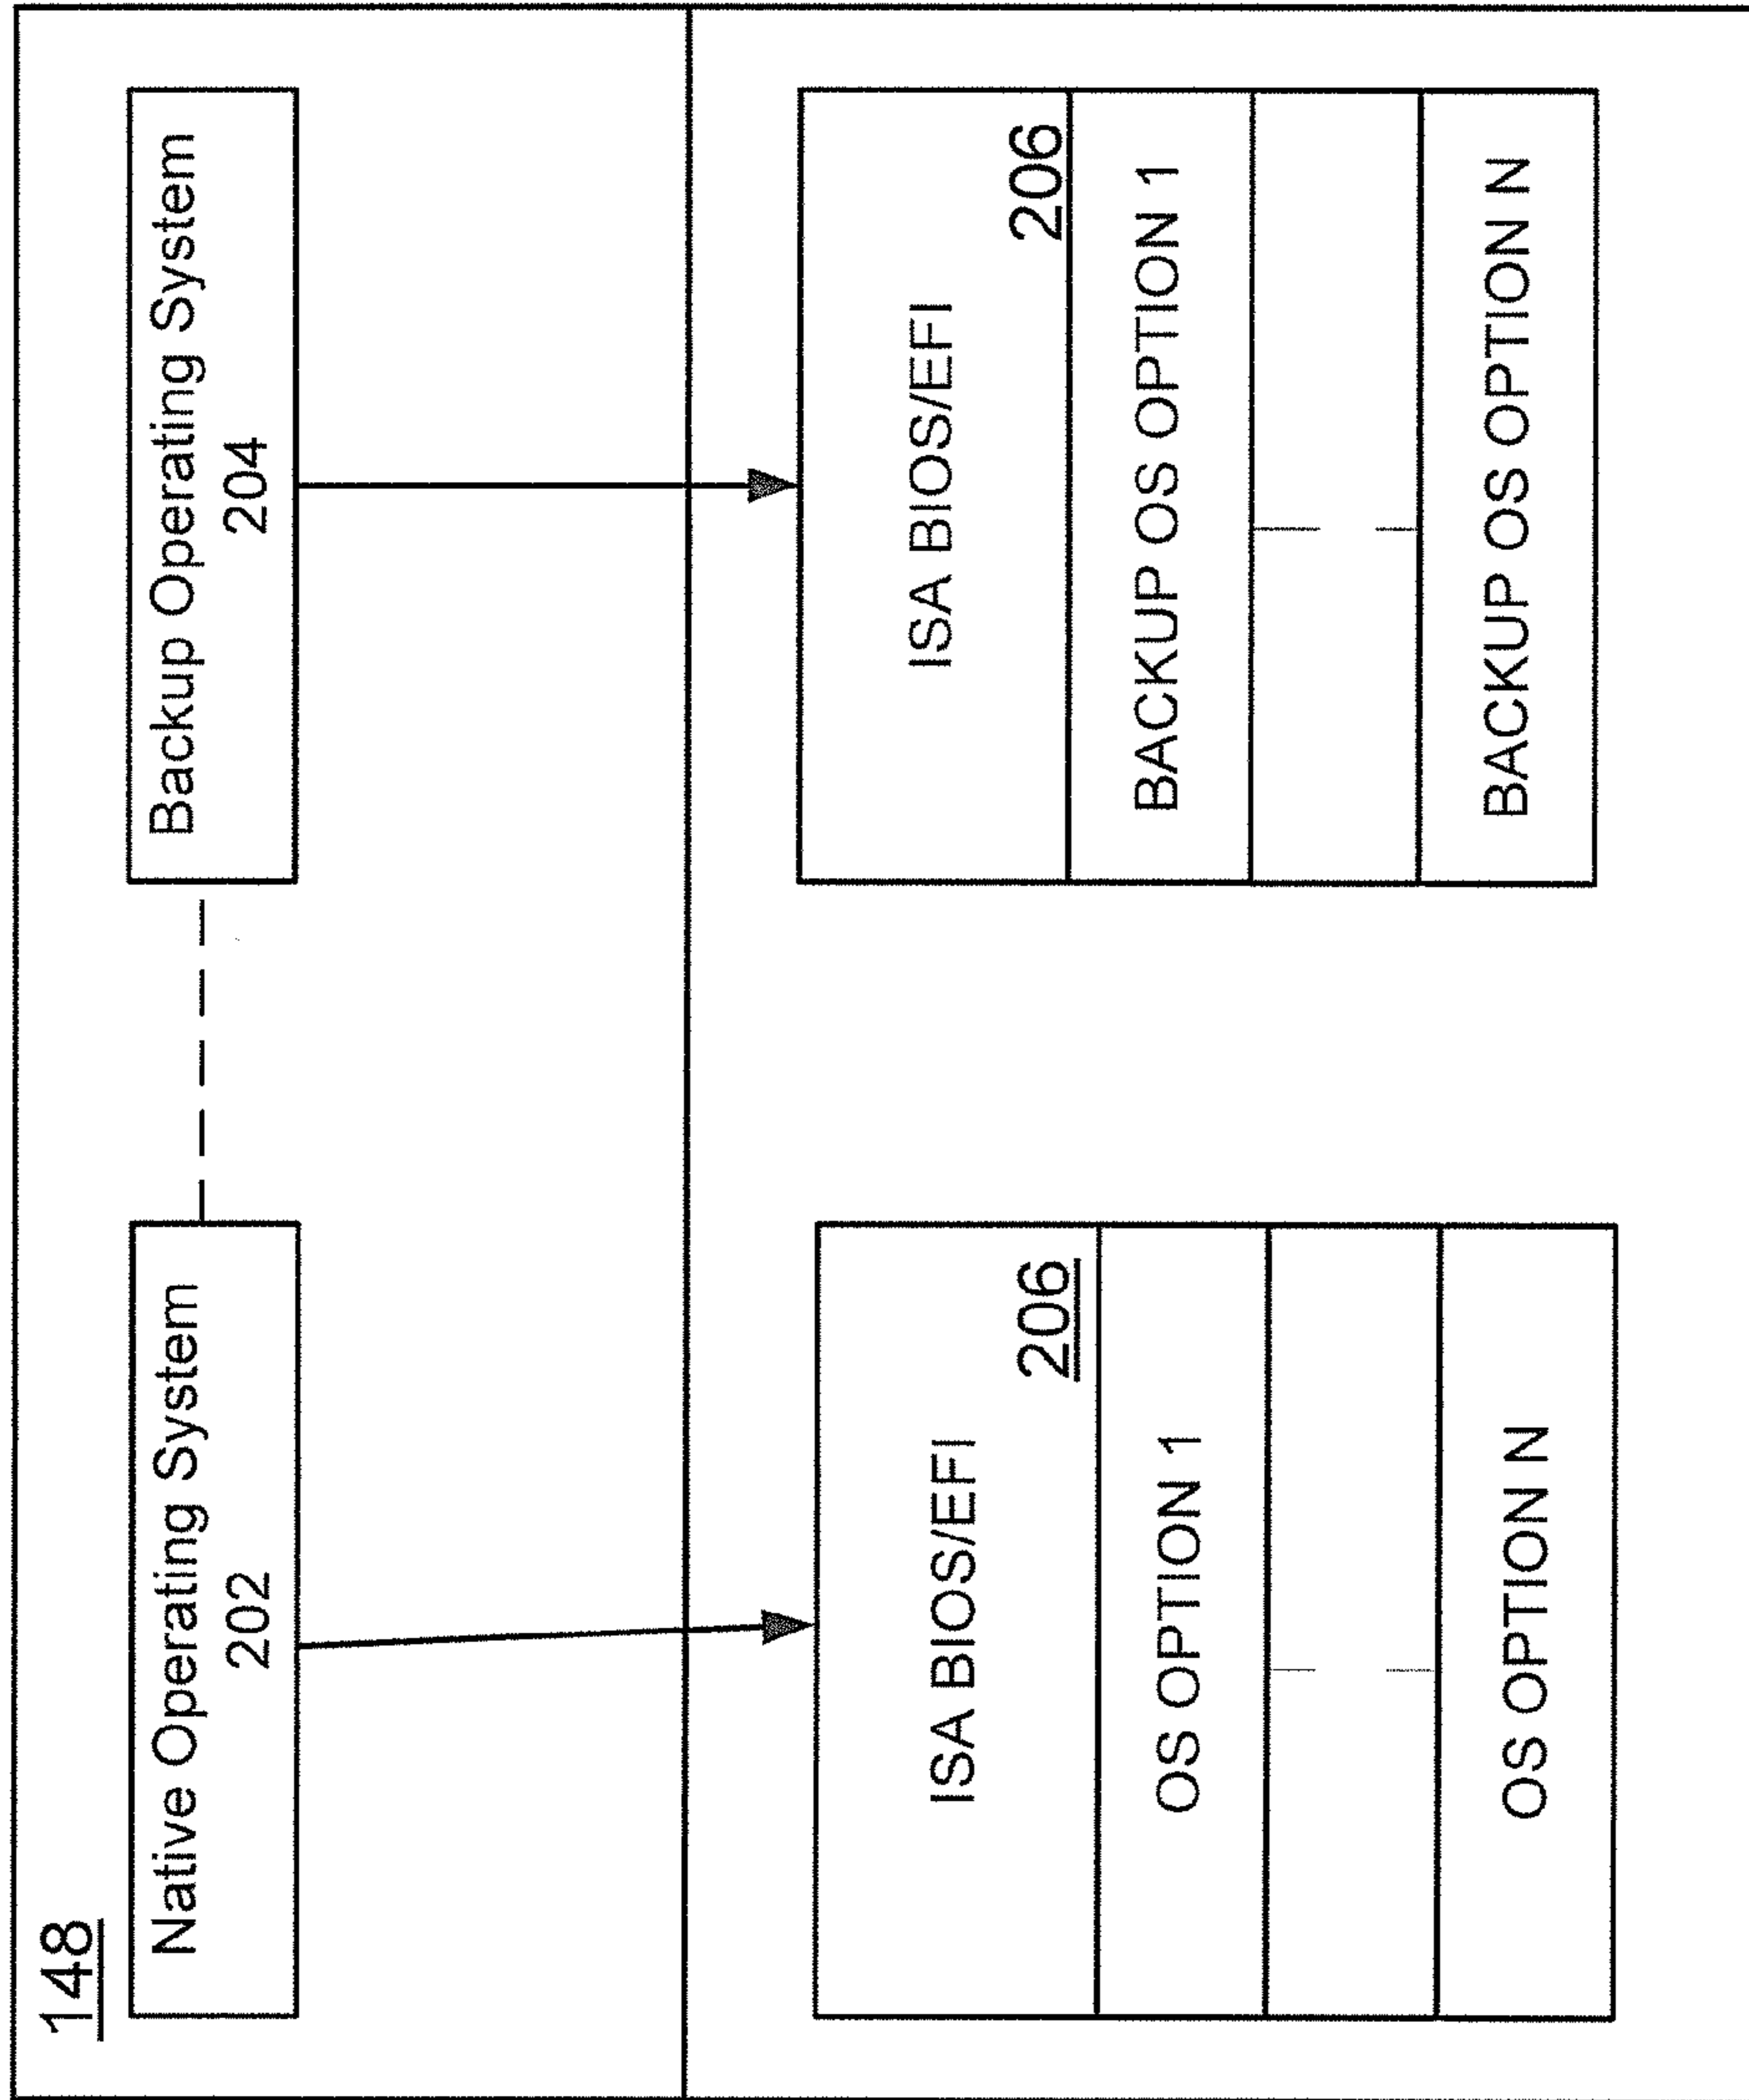 148
Native Operating System
202
Backup Operating System
204
ISA BIOS/EFI
206
OS OPTION 1
OS OPTION N
ISA BIOS/EFI
206
BACKUP OS OPTION 1
BACKUP OS OPTION N